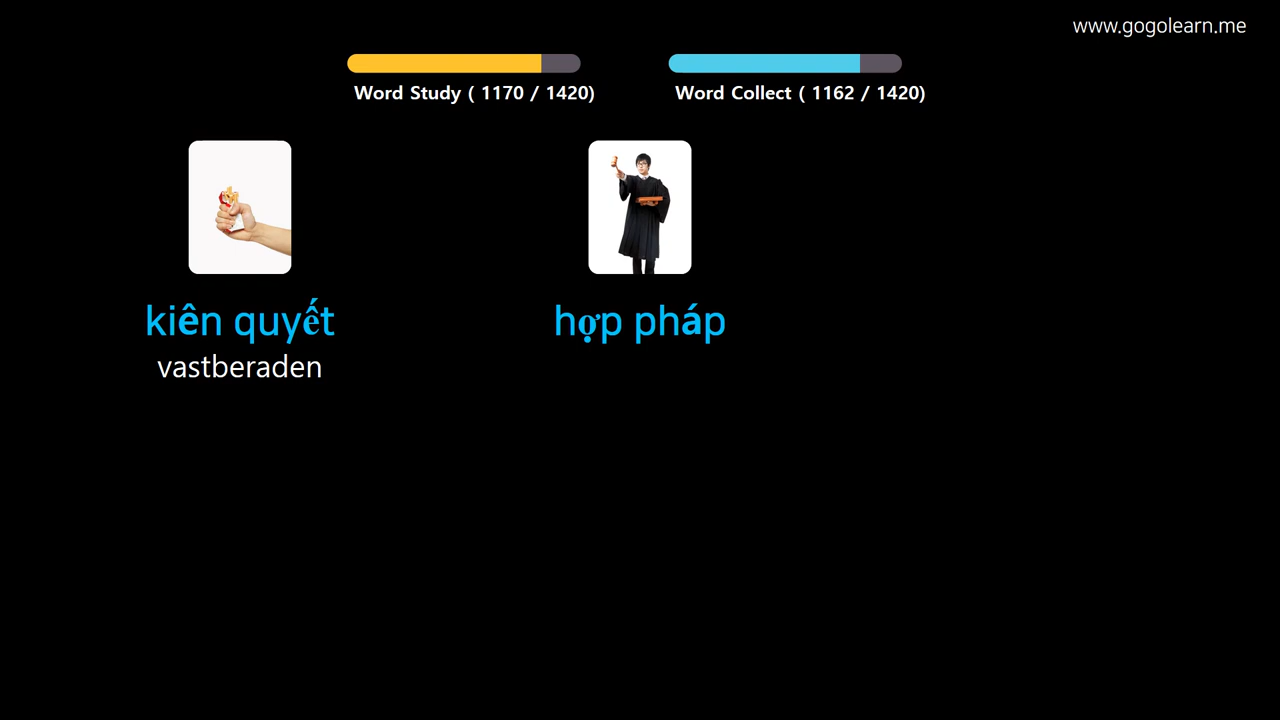 www.gogolearn.me
Word Study ( 1170 / 1420)
Word Collect ( 1162 / 1420)
kiên quyết
hợp pháp
vastberaden